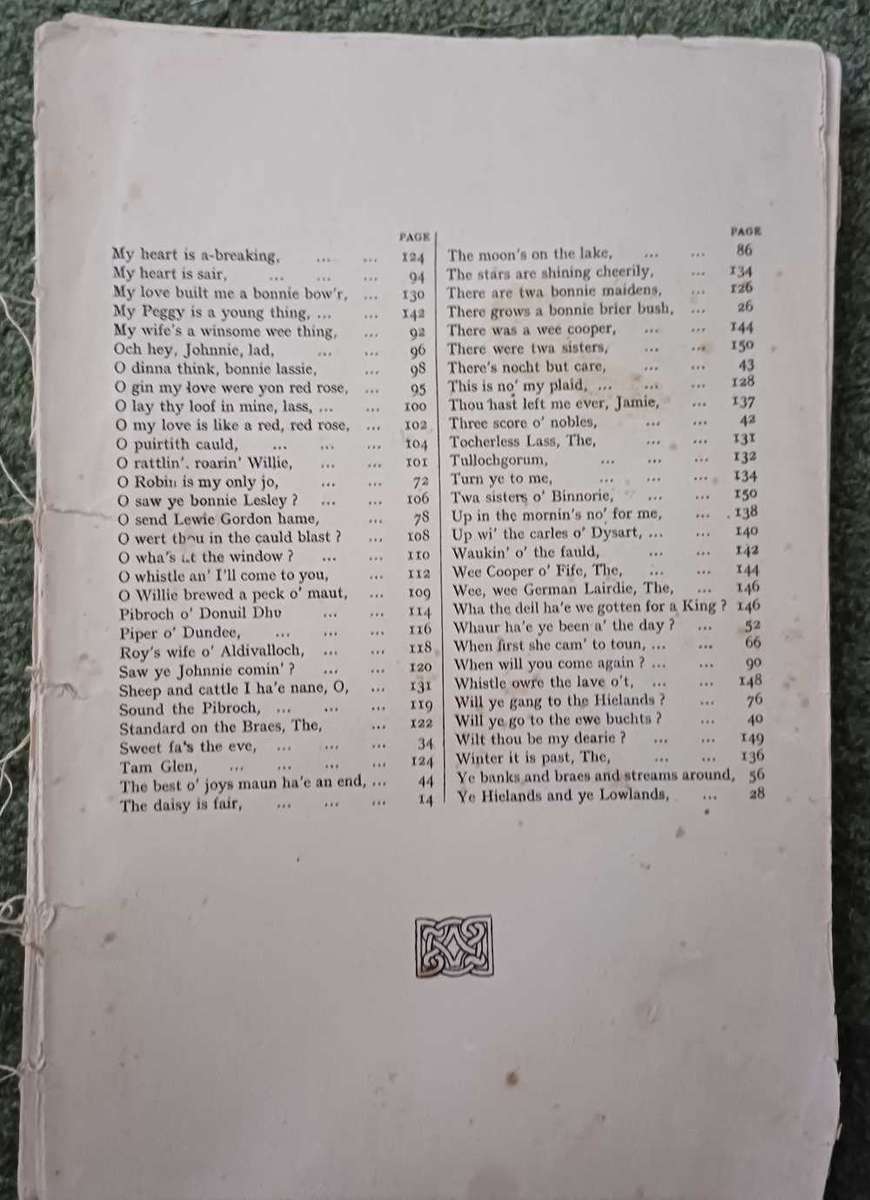 PAGE
My heart is a-breaking, ... ... 124
My heart is sair, ... ... ... 94
My love built me a bonnie bow'r, ... 130
My Peggy is a young thing, ... ... 142
My wife's a winsome wee thing, ... 92
Och hey, Johnnie, lad, ... ... 96
O dinna think, bonnie lassie, ... 98
O gin my love were yon red rose, ... 95
O lay thy loof in mine, lass, ... ... 100
O my love is like a red, red rose, ... 102
O puirtith cauld, ... ... ... 104
O rattlin', roarin' Willie, ... ... 101
O Robin is my only jo, ... ... 72
O saw ye bonnie Lesley ? ... ... 106
O send Lewie Gordon hame, ... 78
O wert thou in the cauld blast ? ... 108
O wha's at the window ? ... ... 110
O whistle an' I'll come to you, ... 112
O Willie brewed a peck o' maut, ... 109
Pibroch o' Donuil Dhu ... ... 114
Piper o' Dundee, ... ... ... 116
Roy's wife o' Aldivalloch, ... ... 118
Saw ye Johnnie comin' ? ... ... 120
Sheep and cattle I ha'e nane, O, ... 131
Sound the Pibroch, ... ... ... 119
Standard on the Braes, The, ... 122
Sweet fa's the eve, ... ... ... 34
Tam Glen, ... ... ... ... 124
The best o' joys maun ha'e an end, ... 44
The daisy is fair, ... ... ... 14
PAGE
The moon's on the lake, ... ... 86
The stars are shining cheerily, ... 134
There are twa bonnie maidens, ... 126
There grows a bonnie brier bush, ... 26
There was a wee cooper, ... ... 144
There were twa sisters, ... ... 150
There's nocht but care, ... ... 43
This is no' my plaid, ... ... ... 128
Thou hast left me ever, Jamie, ... 137
Three score o' nobles, ... ... 42
Tocherless Lass, The, ... ... 131
Tullochgorum, ... ... ... 132
Turn ye to me, ... ... ... 134
Twa sisters o' Binnorie, ... ... 150
Up in the mornin's no' for me, ... 138
Up wi' the carles o' Dysart, ... ... 140
Waukin' o' the fauld, ... ... 142
Wee Cooper o' Fife, The, ... ... 144
Wee, wee German Lairdie, The, ... 146
Wha the deil ha'e we gotten for a King ? 146
Whaur ha'e ye been a' the day ? ... 52
When first she cam' to toun, ... ... 66
When will you come again ? ... ... 90
Whistle owre the lave o't, ... ... 148
Will ye gang to the Hielands ? ... 76
Will ye go to the ewe buchts ? ... 40
Wilt thou be my dearie ? ... ... 149
Winter it is past, The, ... ... 136
Ye banks and braes and streams around, 56
Ye Hielands and ye Lowlands, ... 28